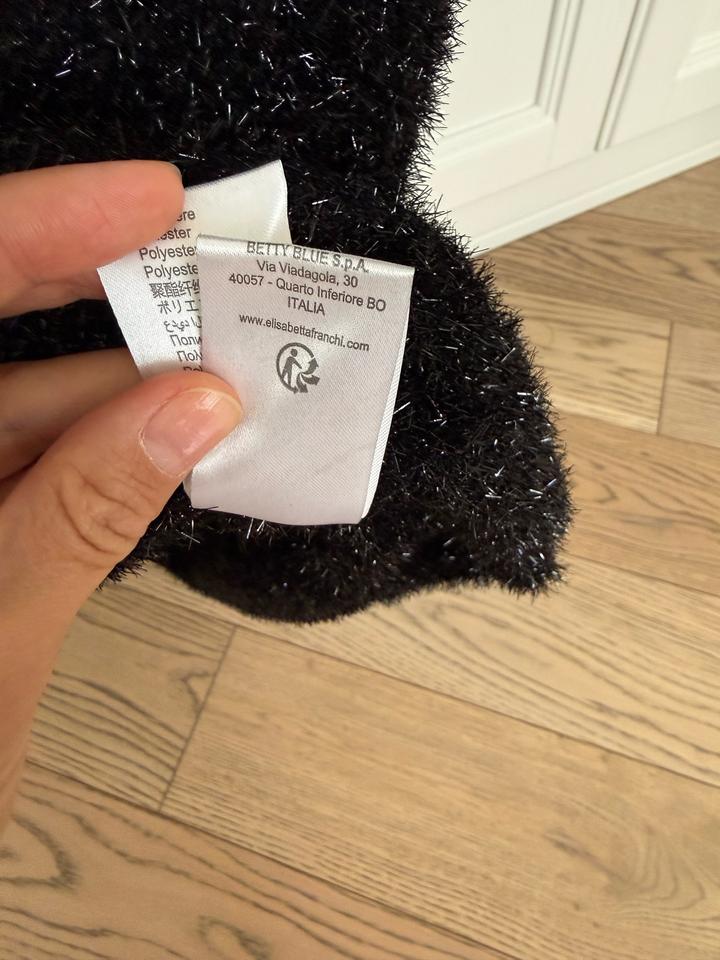 Polyester
Polyeste
聚酯纤维
ポリエ
BETTY BLUE S.p.A.
Via Viadagola, 30
40057 - Quarto Inferiore BO
ITALIA
www.elisabettafranchi.com